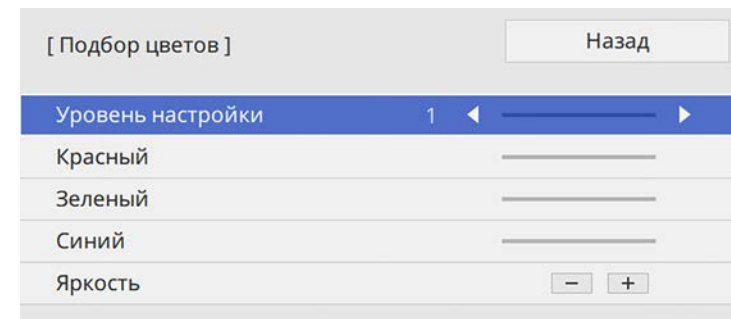 [ Подбор цветов ]
Назад
Уровень настройки 1
Красный
Зеленый
Синий
Яркость − +